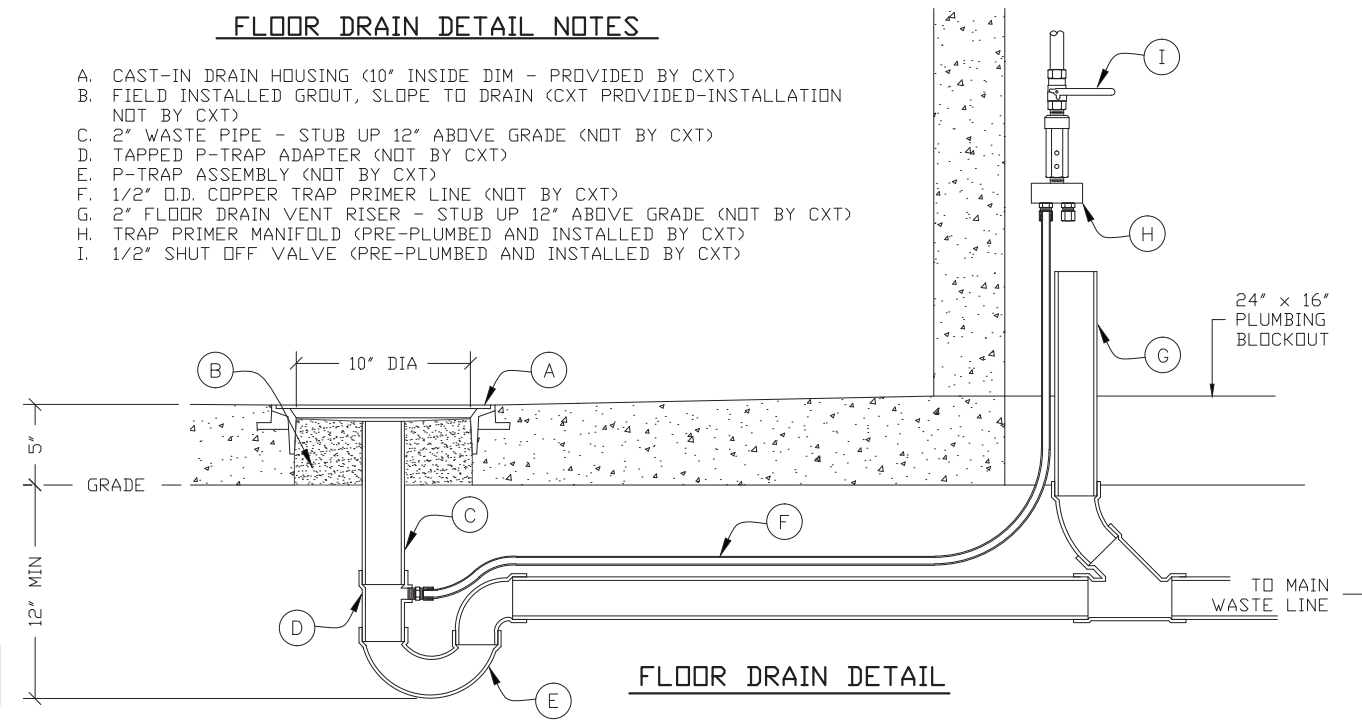 FLOOR DRAIN DETAIL NOTES
A. CAST-IN DRAIN HOUSING (10" INSIDE DIM - PROVIDED BY CXT)
B. FIELD INSTALLED GROUT, SLOPE TO DRAIN (CXT PROVIDED-INSTALLATION
NOT BY CXT)
C. 2" WASTE PIPE - STUB UP 12" ABOVE GRADE (NOT BY CXT)
D. TAPPED P-TRAP ADAPTER (NOT BY CXT)
E. P-TRAP ASSEMBLY (NOT BY CXT)
F. 1/2" O.D. COPPER TRAP PRIMER LINE (NOT BY CXT)
G. 2" FLOOR DRAIN VENT RISER - STUB UP 12" ABOVE GRADE (NOT BY CXT)
H. TRAP PRIMER MANIFOLD (PRE-PLUMBED AND INSTALLED BY CXT)
I. 1/2" SHUT OFF VALVE (PRE-PLUMBED AND INSTALLED BY CXT)
I
H
24" x 16"
PLUMBING
BLOCKOUT
G
B
10" DIA
A
5"
GRADE
C
F
12" MIN
D
TO MAIN
WASTE LINE
E
FLOOR DRAIN DETAIL